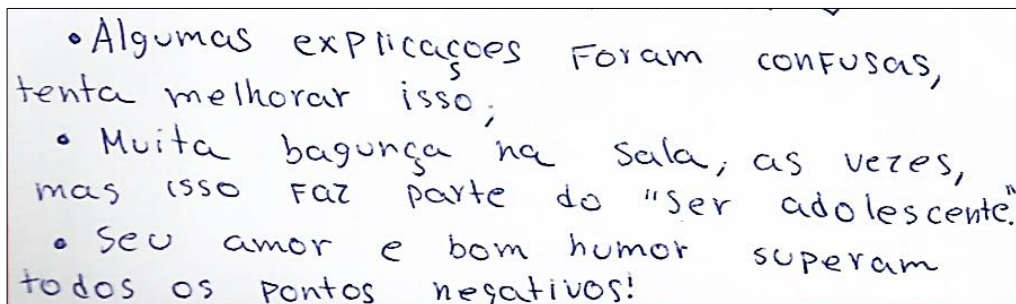 • Algumas explicaçoes Foram confusas,
tenta melhorar isso;
• Muita bagunça na sala, as vezes,
mas isso Faz parte do "ser adolescente."
• Seu amor e bom humor superam
todos os pontos negativos!